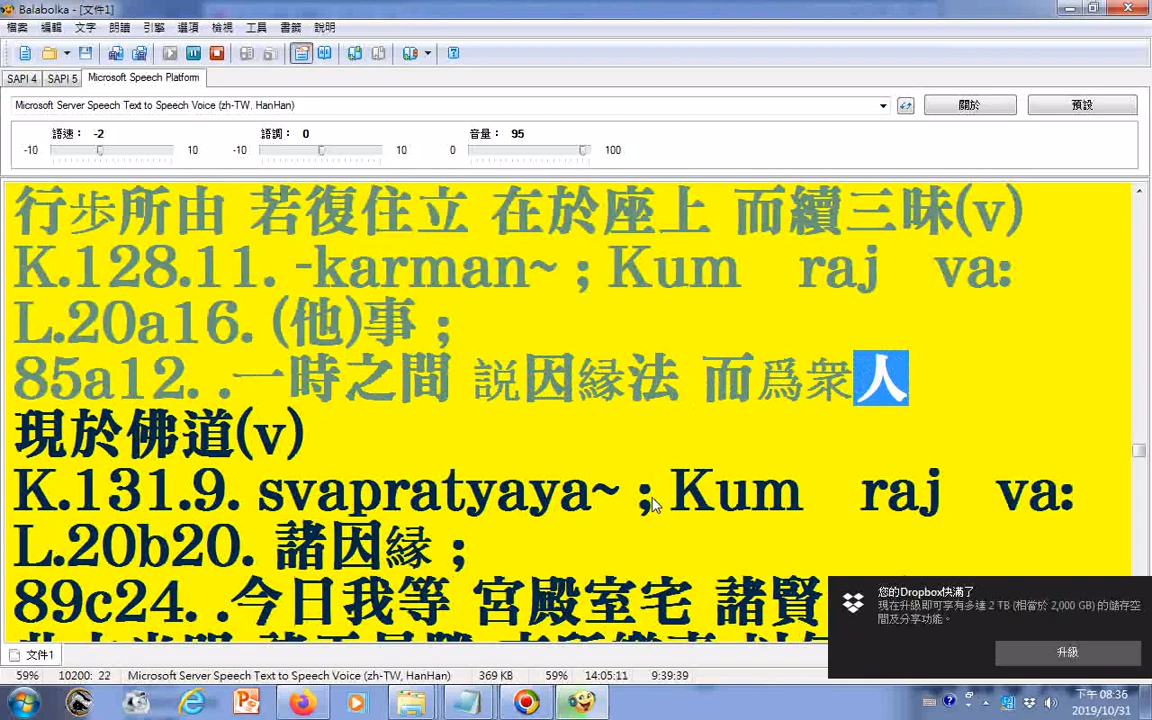 Balabolka - [文件1]
檔案 編輯 文字 朗讀 引擎 選項 檢視 工具 書籤 說明
SAPI 4 SAPI 5 Microsoft Speech Platform
Microsoft Server Speech Text to Speech Voice (zh-TW, HanHan) 關於 預設
語速： -2 語調： 0 音量： 95
-10 10 -10 10 0 100
行歩所由 若復住立 在於座上 而續三昧(v)
K.128.11. -karman~ ; Kum raj va:
L.20a16. (他)事 ;
85a12. .一時之間 説因縁法 而爲衆人
現於佛道(v)
K.131.9. svapratyaya~ ; Kum raj va:
L.20b20. 諸因縁 ;
89c24. .今日我等 宮殿室宅 諸賢
您的Dropbox快滿了
現在升級即可享有多達 2 TB (相當於 2,000 GB) 的儲存空
間及分享功能。
升級
文件1
59% 10200: 22 Microsoft Server Speech Text to Speech Voice (zh-TW, HanHan) 369 KB 59% 14:05:11 9:39:39
下午 08:36
2019/10/31